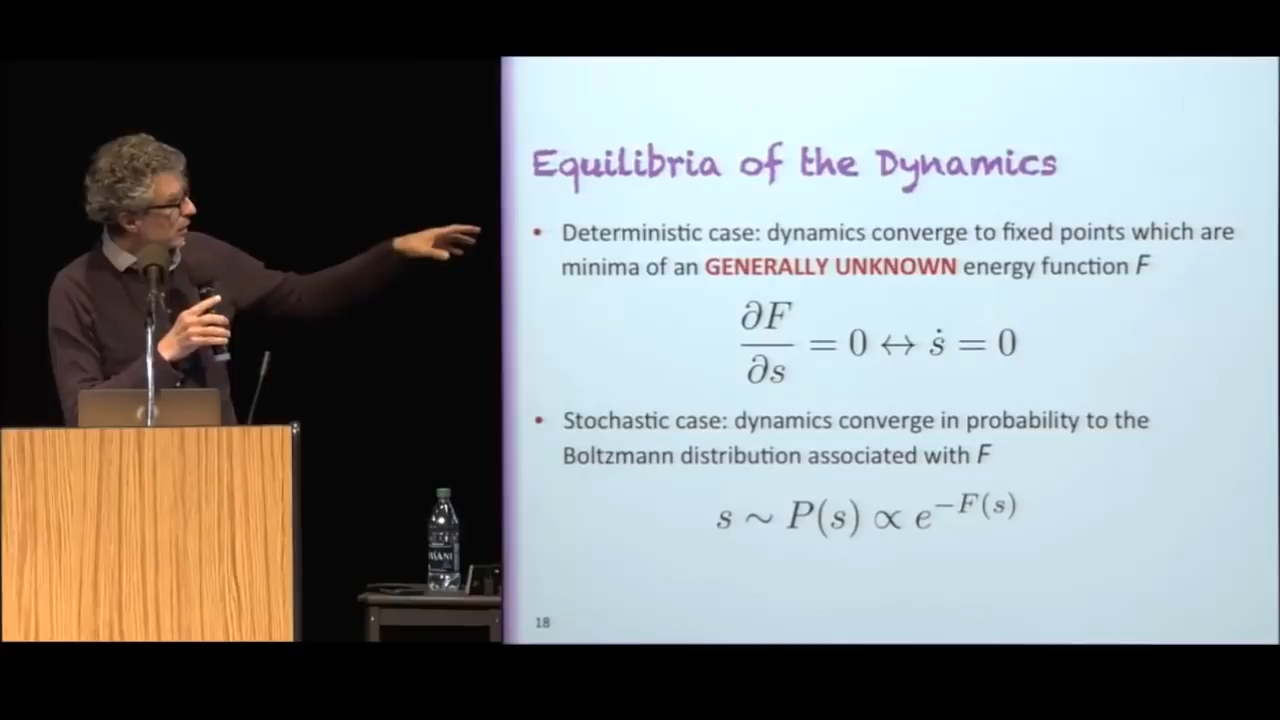 Equilibria of the Dynamics
• Deterministic case: dynamics converge to fixed points which are
minima of an GENERALLY UNKNOWN energy function F
∂F/∂s = 0 ↔ ṡ = 0
• Stochastic case: dynamics converge in probability to the
Boltzmann distribution associated with F
s ∼ P(s) ∝ e^{−F(s)}
18